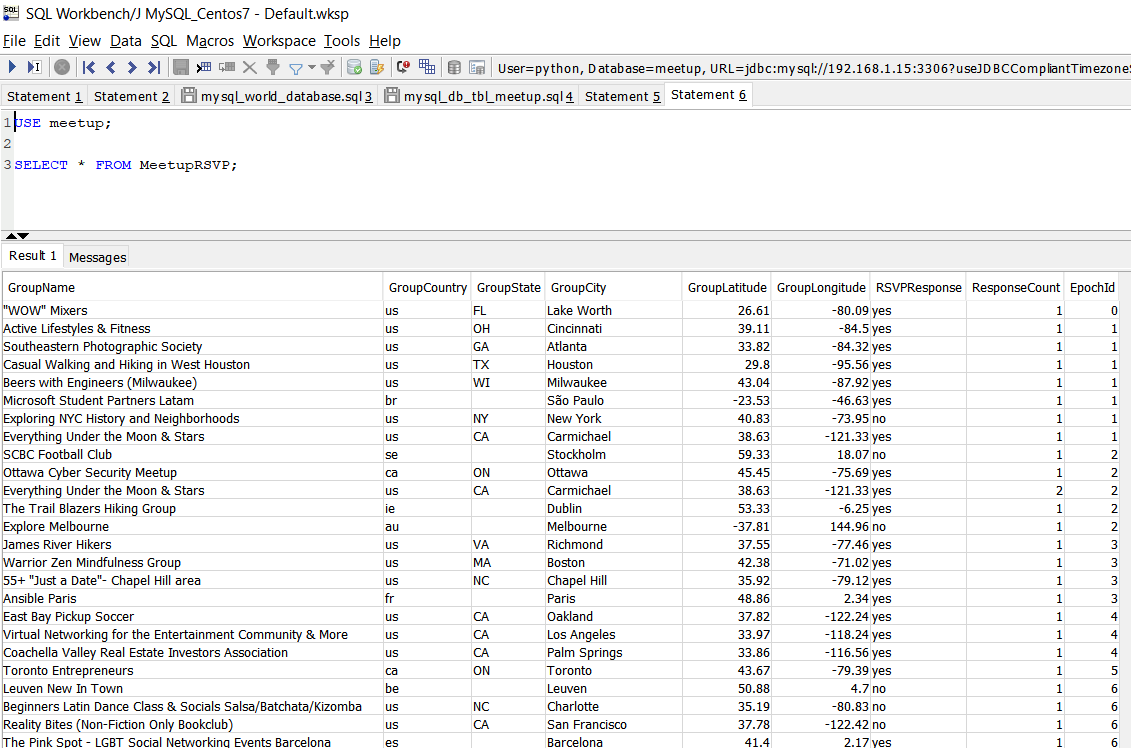 SQL Workbench/J MySQL_Centos7 - Default.wksp
File Edit View Data SQL Macros Workspace Tools Help
User=python, Database=meetup, URL=jdbc:mysql://192.168.1.15:3306?useJDBCCompliantTimezone
Statement 1 Statement 2 mysql_world_database.sql 3 mysql_db_tbl_meetup.sql 4 Statement 5 Statement 6
1 USE meetup;
2
3 SELECT * FROM MeetupRSVP;
Result 1 Messages
GroupName GroupCountry GroupState GroupCity GroupLatitude GroupLongitude RSVPResponse ResponseCount EpochId
"WOW" Mixers us FL Lake Worth 26.61 -80.09 yes 1 0
Active Lifestyles & Fitness us OH Cincinnati 39.11 -84.5 yes 1 1
Southeastern Photographic Society us GA Atlanta 33.82 -84.32 yes 1 1
Casual Walking and Hiking in West Houston us TX Houston 29.8 -95.56 yes 1 1
Beers with Engineers (Milwaukee) us WI Milwaukee 43.04 -87.92 yes 1 1
Microsoft Student Partners Latam br São Paulo -23.53 -46.63 yes 1 1
Exploring NYC History and Neighborhoods us NY New York 40.83 -73.95 no 1 1
Everything Under the Moon & Stars us CA Carmichael 38.63 -121.33 yes 1 1
SCBC Football Club se Stockholm 59.33 18.07 no 1 2
Ottawa Cyber Security Meetup ca ON Ottawa 45.45 -75.69 yes 1 2
Everything Under the Moon & Stars us CA Carmichael 38.63 -121.33 yes 2 2
The Trail Blazers Hiking Group ie Dublin 53.33 -6.25 yes 1 2
Explore Melbourne au Melbourne -37.81 144.96 no 1 2
James River Hikers us VA Richmond 37.55 -77.46 yes 1 3
Warrior Zen Mindfulness Group us MA Boston 42.38 -71.02 yes 1 3
55+ "Just a Date"- Chapel Hill area us NC Chapel Hill 35.92 -79.12 yes 1 3
Ansible Paris fr Paris 48.86 2.34 yes 1 3
East Bay Pickup Soccer us CA Oakland 37.82 -122.24 yes 1 4
Virtual Networking for the Entertainment Community & More us CA Los Angeles 33.97 -118.24 yes 1 4
Coachella Valley Real Estate Investors Association us CA Palm Springs 33.86 -116.56 yes 1 4
Toronto Entrepreneurs ca ON Toronto 43.67 -79.39 yes 1 5
Leuven New In Town be Leuven 50.88 4.7 no 1 6
Beginners Latin Dance Class & Socials Salsa/Batchata/Kizomba us NC Charlotte 35.19 -80.83 no 1 6
Reality Bites (Non-Fiction Only Bookclub) us CA San Francisco 37.78 -122.42 no 1 6
The Pink Spot - LGBT Social Networking Events Barcelona es Barcelona 41.4 2.17 yes 1 6